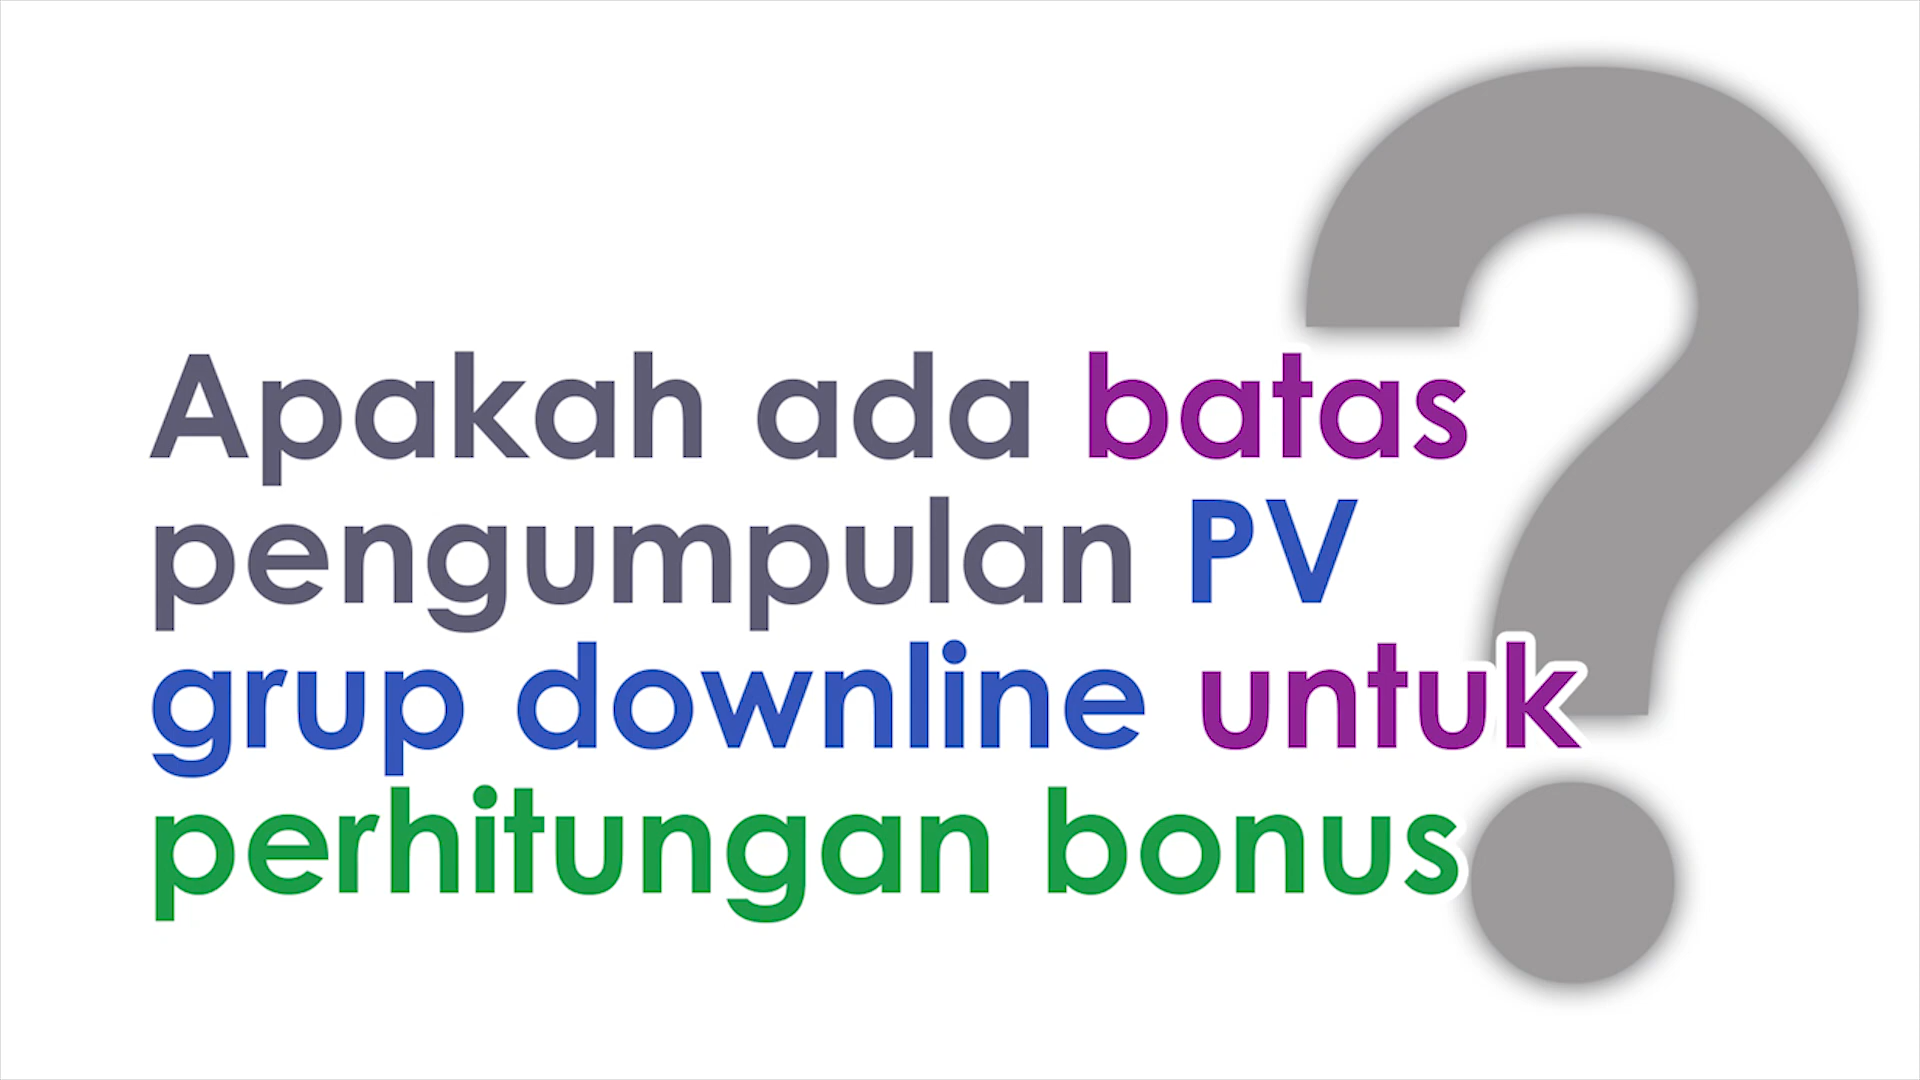 Apakah ada batas
pengumpulan PV
grup downline untuk
perhitungan bonus ?